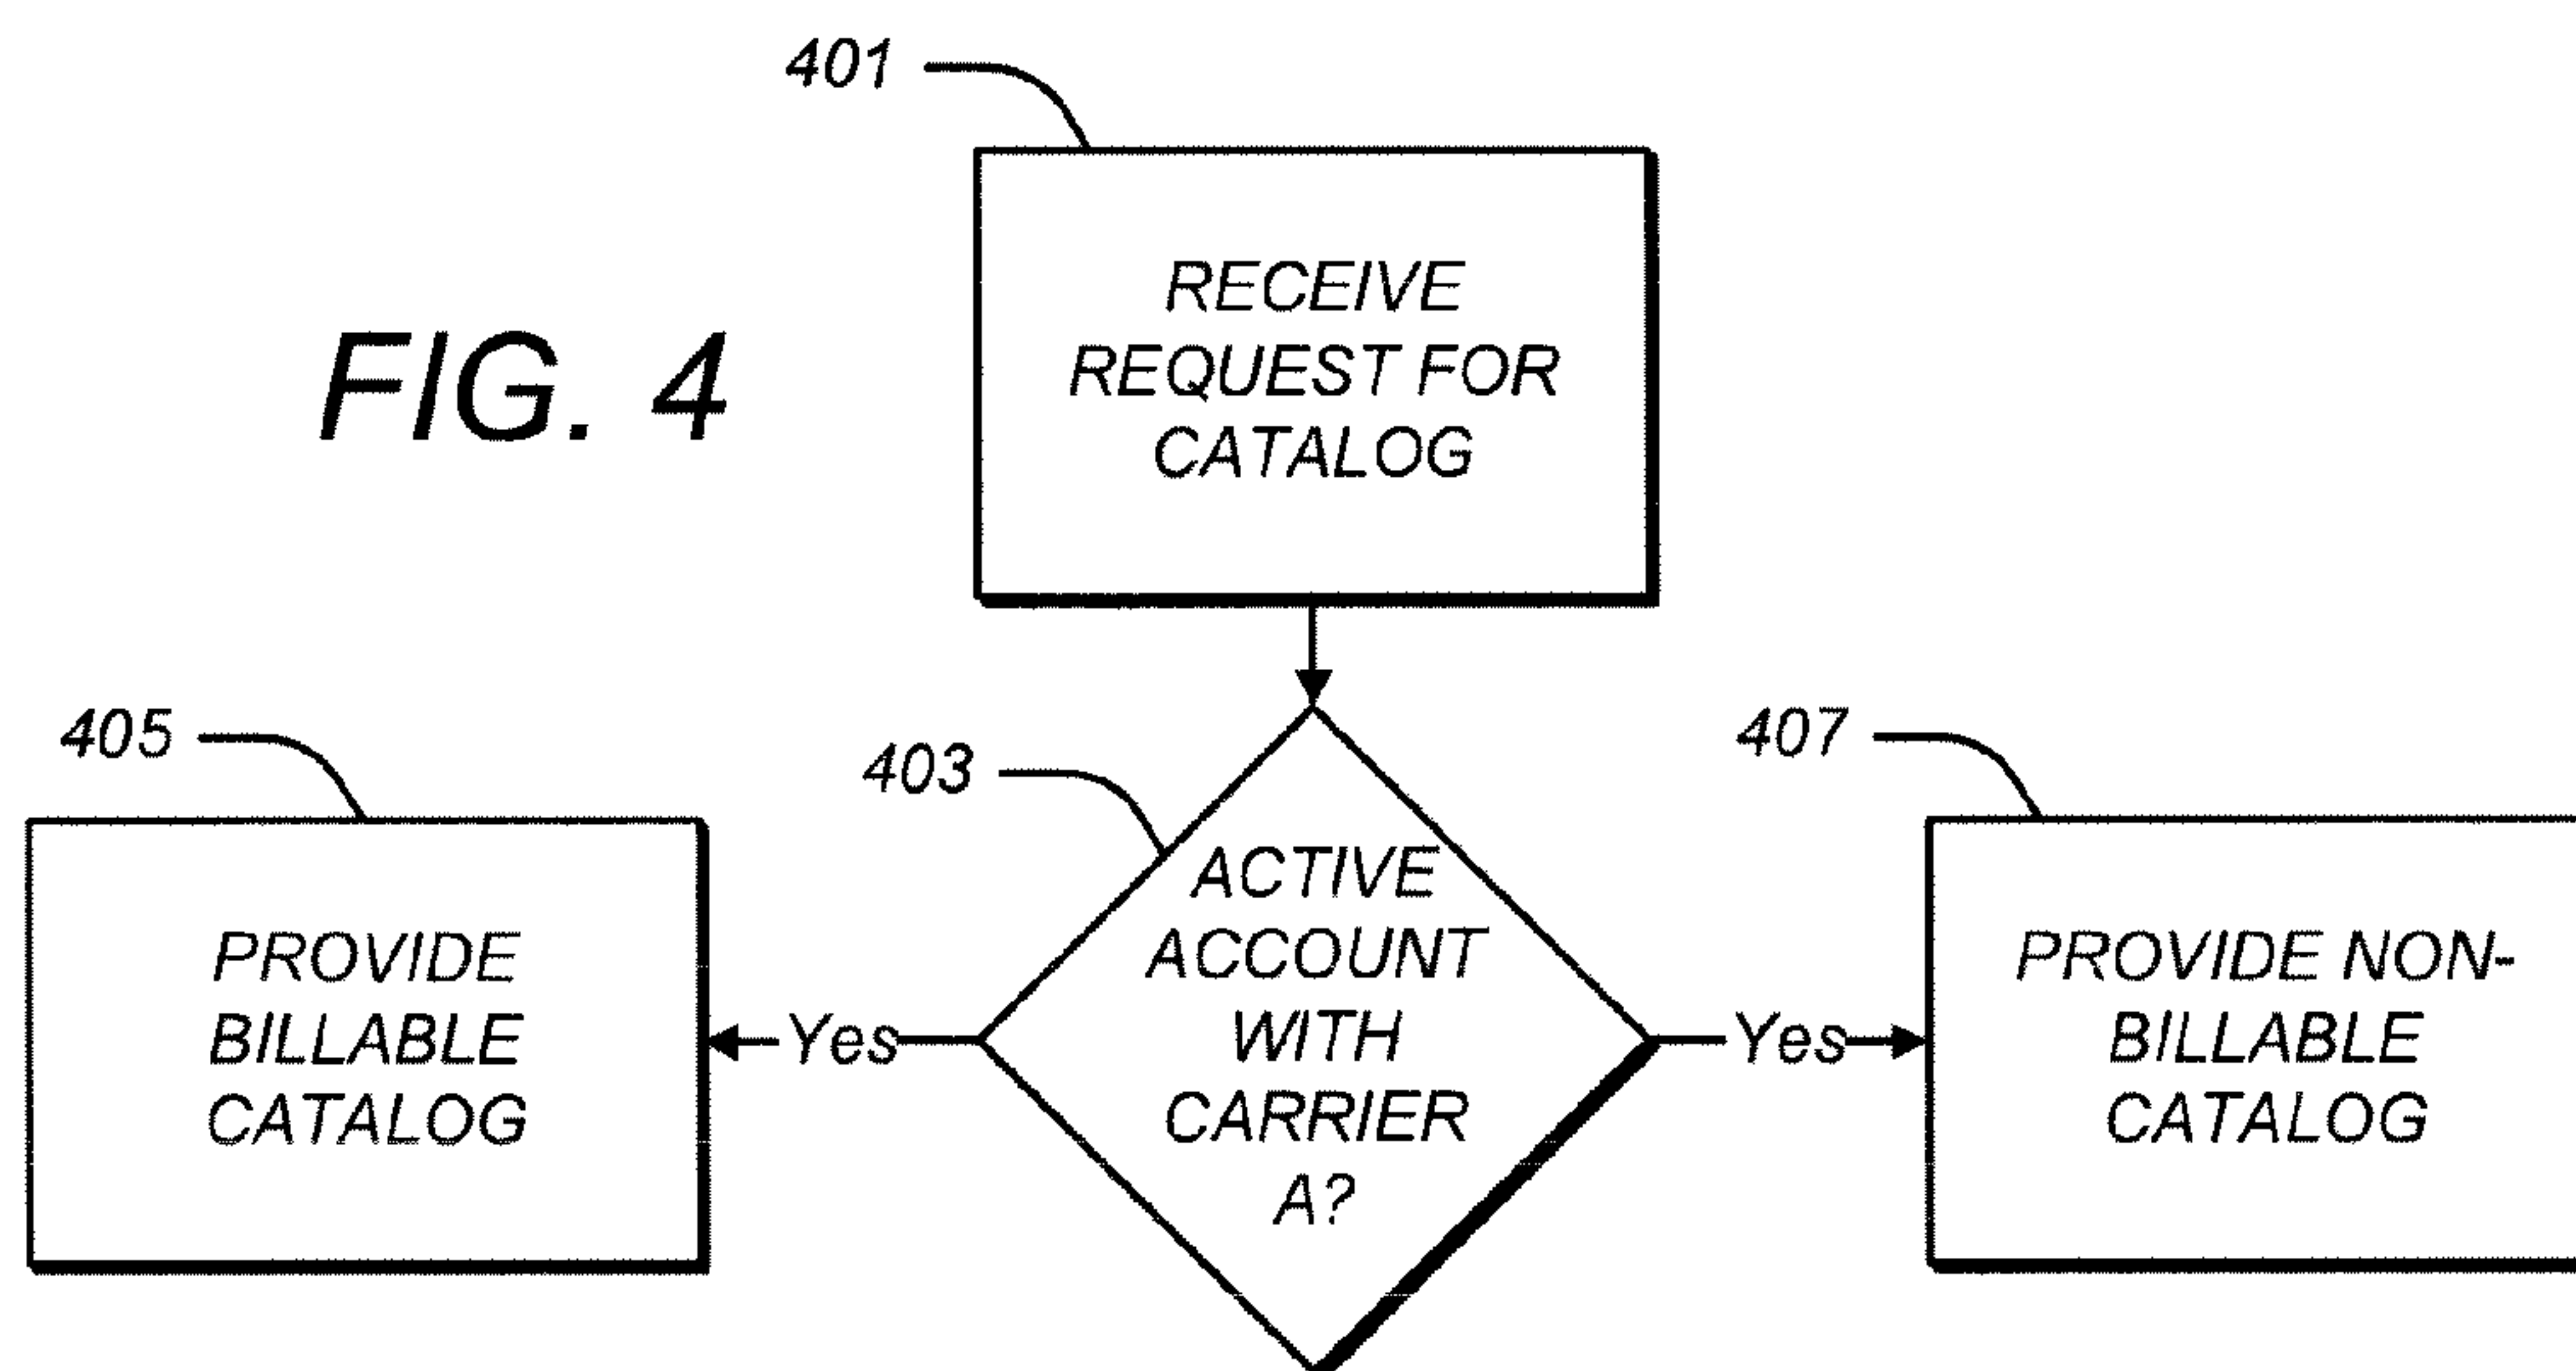 401
FIG. 4
RECEIVE
REQUEST FOR
CATALOG
405
403
407
PROVIDE
BILLABLE
CATALOG
Yes
ACTIVE
ACCOUNT
WITH
CARRIER
A?
Yes
PROVIDE NON-
BILLABLE
CATALOG